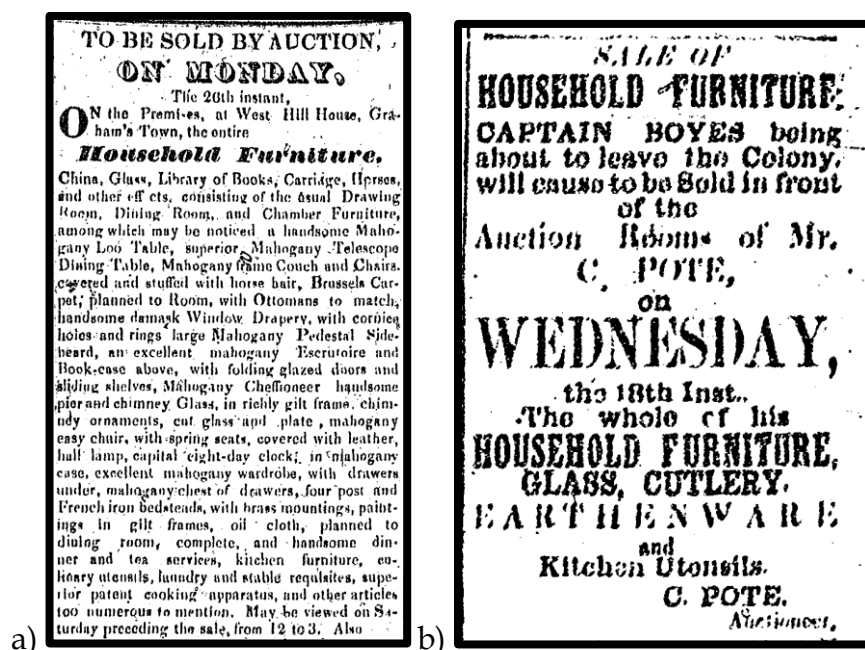 TO BE SOLD BY AUCTION,
ON MONDAY.
The 26th instant,
ON the Premises, at West Hill House, Gra-
ham's Town, the entire
Household Furniture.
China, Glass, Library of Books, Carriage, Horses,
and other eff cts, consisting of the usual Drawing
Room, Dining Room, and Chamber Furniture,
among which may be noticed a handsome Maho-
gany Loo Table, superior Mahogany Telescope
Dining Table, Mahogany frame Couch and Chairs.
covered and stuffed with horse hair, Brussels Car-
pet, planned to Room, with Ottomans to match,
handsome damask Window Drapery, with cornice
holes and rings large Mahogany Pedestal Side-
beard, an excellent mahogany Escrutoire and
Book-case above, with folding glazed doors and
sliding shelves, Mahogany Cheffioneer handsome
pier and chimney Glass, in richly gilt frame, chim-
ndy ornaments, cut glass and plate, mahogany
easy chair, with spring seats, covered with leather,
hall lamp, capital eight-day clock; in mahogany
case, excellent mahogany wardrobe, with drawers
under, mahogany chest of drawers, four post and
French iron bedsteads, with brass mountings, paint-
ings in gilt frames, oil cloth, planned to
dining room, complete, and handsome din-
ner and tea services, kitchen furniture, cu-
linary utensils, laundry and stable requisites, supe-
rior patent cooking apparatus, and other articles
too numerous to mention. May be viewed on Sa-
turday preceding the sale, from 12 to 3. Also
a)
SALE OF
HOUSEHOLD FURNITURE.
CAPTAIN BOYES being
about to leave the Colony,
will cause to be Sold in front
of the
Auction Rooms of Mr.
C. POTE,
on
WEDNESDAY,
the 18th Inst..
The whole of his
HOUSEHOLD FURNITURE,
GLASS, CUTLERY.
EARTHENWARE
and
Kitchen Utensils.
C. POTE.
Auctioneer.
b)